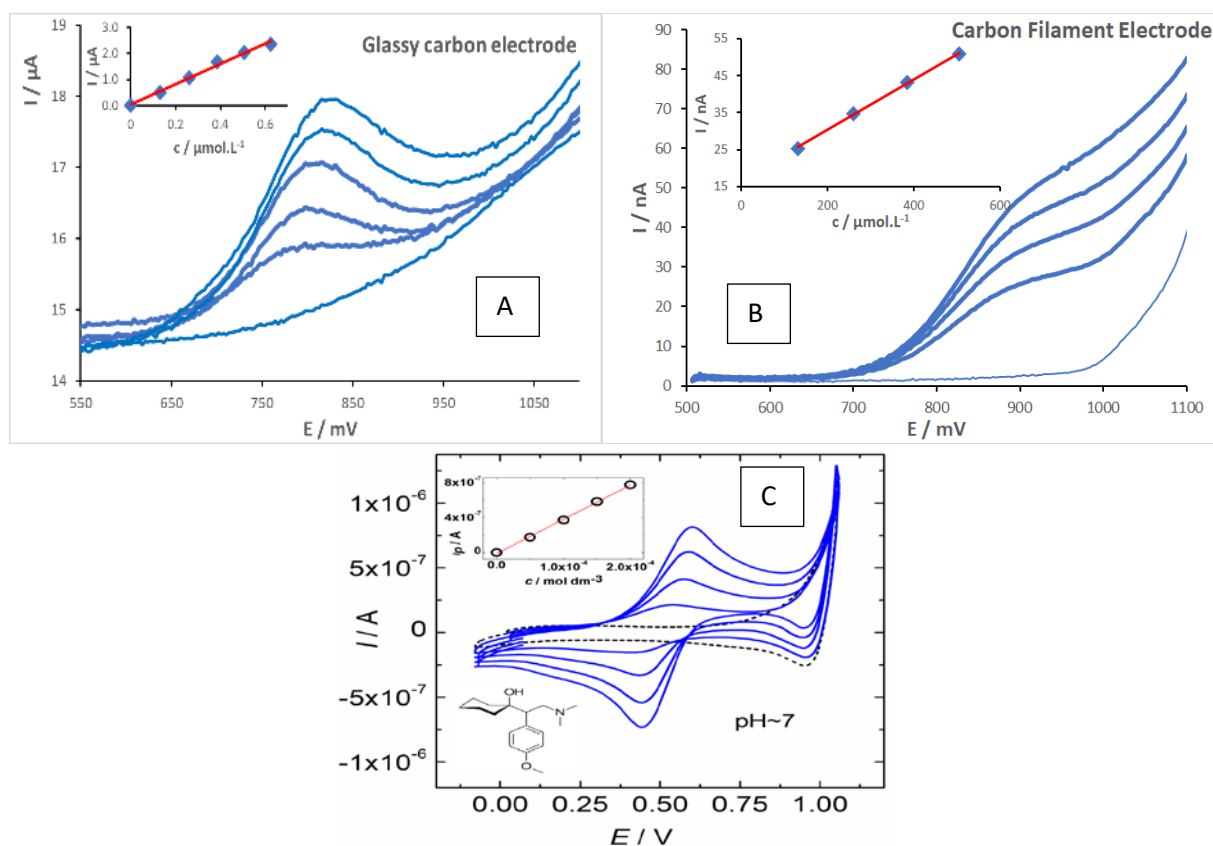 Glassy carbon electrode
I / µA
19
18
17
16
15
14
550
650
750
850
950
1050
E / mV
I / µA
3.0
2.0
1.0
0.0
0
0.2
0.4
0.6
c / µmol.L⁻¹
A
Carbon Filament Electrode
I / nA
90
80
70
60
50
40
30
20
10
0
500
600
700
800
900
1000
1100
E / mV
I / nA
55
45
35
25
15
0
200
400
600
c / µmol.L⁻¹
B
C
I / A
1x10⁻⁶
5x10⁻⁷
0
-5x10⁻⁷
-1x10⁻⁶
0.00
0.25
0.50
0.75
1.00
E / V
Ip / A
8x10⁻⁷
4x10⁻⁷
0
0.0
1.0x10⁻⁴
2.0x10⁻⁴
c / mol dm⁻³
OH
N
O
pH~7